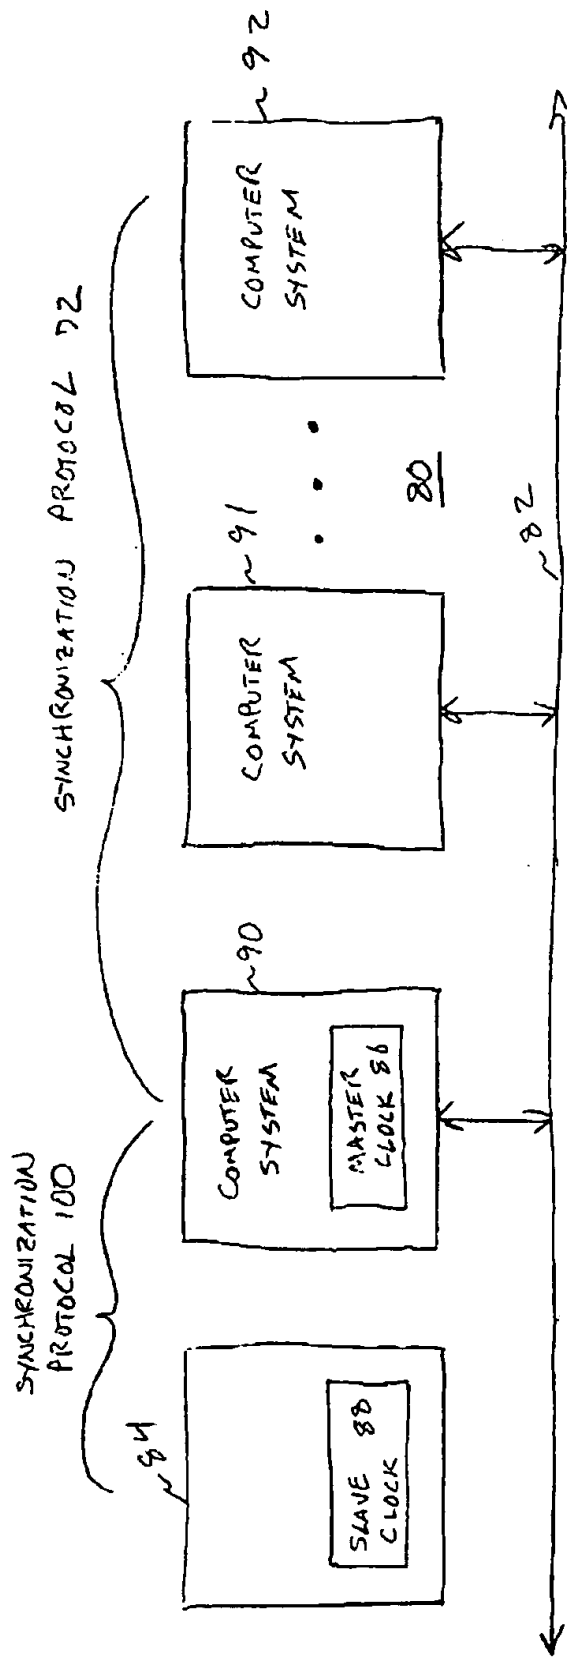 SYNCHRONIZATION
PROTOCOL 100
SYNCHRONIZATION PROTOCOL 72
84
SLAVE 88
CLOCK
90
COMPUTER
SYSTEM
MASTER
CLOCK 86
91
COMPUTER
SYSTEM
92
COMPUTER
SYSTEM
80
82